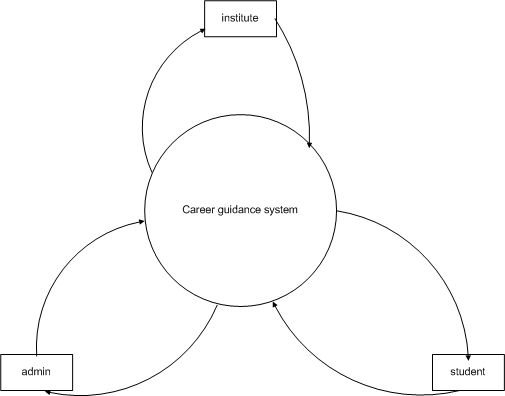 institute
Career guidance system
admin
student